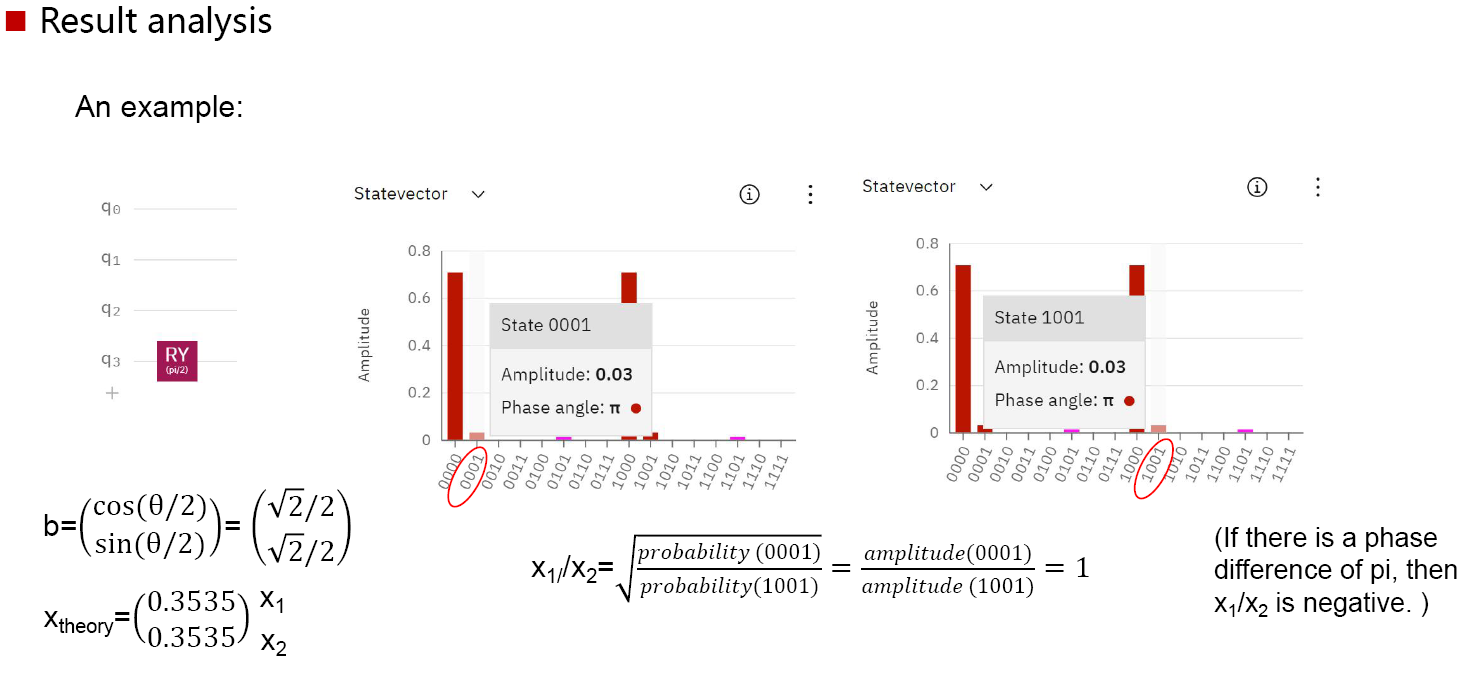 Result analysis
An example:
q0
q1
q2
q3
RY
(pi/2)
+
Statevector
0.8
0.6
0.4
0.2
0
Amplitude
State 0001
Amplitude: 0.03
Phase angle: π
0000 0001 0010 0011 0100 0101 0110 0111 1000 1001 1010 1011 1100 1101 1110 1111
Statevector
0.8
0.6
0.4
0.2
0
Amplitude
State 1001
Amplitude: 0.03
Phase angle: π
0000 0001 0010 0011 0100 0101 0110 0111 1000 1001 1010 1011 1100 1101 1110 1111
b=(cos(θ/2) sin(θ/2))=(√2/2 √2/2)
x_theory=(0.3535 0.3535) x₁ x₂
x₁//x₂=√(probability (0001)/probability(1001)) = amplitude(0001)/amplitude (1001) = 1
(If there is a phase
difference of pi, then
x₁/x₂ is negative. )